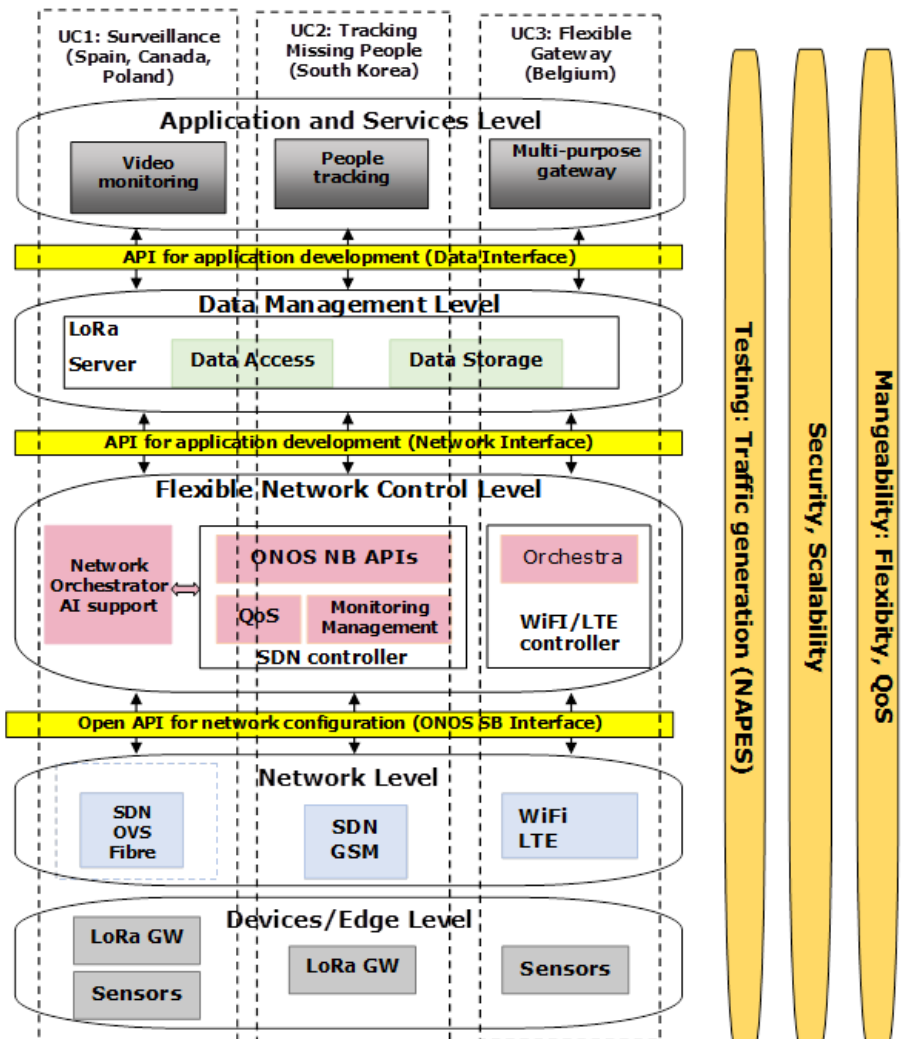 UC1: Surveillance
(Spain, Canada,
Poland)
UC2: Tracking
Missing People
(South Korea)
UC3: Flexible
Gateway
(Belgium)
Application and Services Level
Video
monitoring
People
tracking
Multi-purpose
gateway
API for application development (Data Interface)
Data Management Level
LoRa
Server
Data Access
Data Storage
API for application development (Network Interface)
Flexible Network Control Level
Network
Orchestrator
AI support
ONOS NB APIs
QoS
Monitoring
Management
SDN controller
Orchestra
WiFI/LTE
controller
Open API for network configuration (ONOS SB Interface)
Network Level
SDN
OVS
Fibre
SDN
GSM
WiFi
LTE
Devices/Edge Level
LoRa GW
Sensors
LoRa GW
Sensors
Testing: Traffic generation (NAPES)
Security, Scalability
Mangeability: Flexibity, QoS